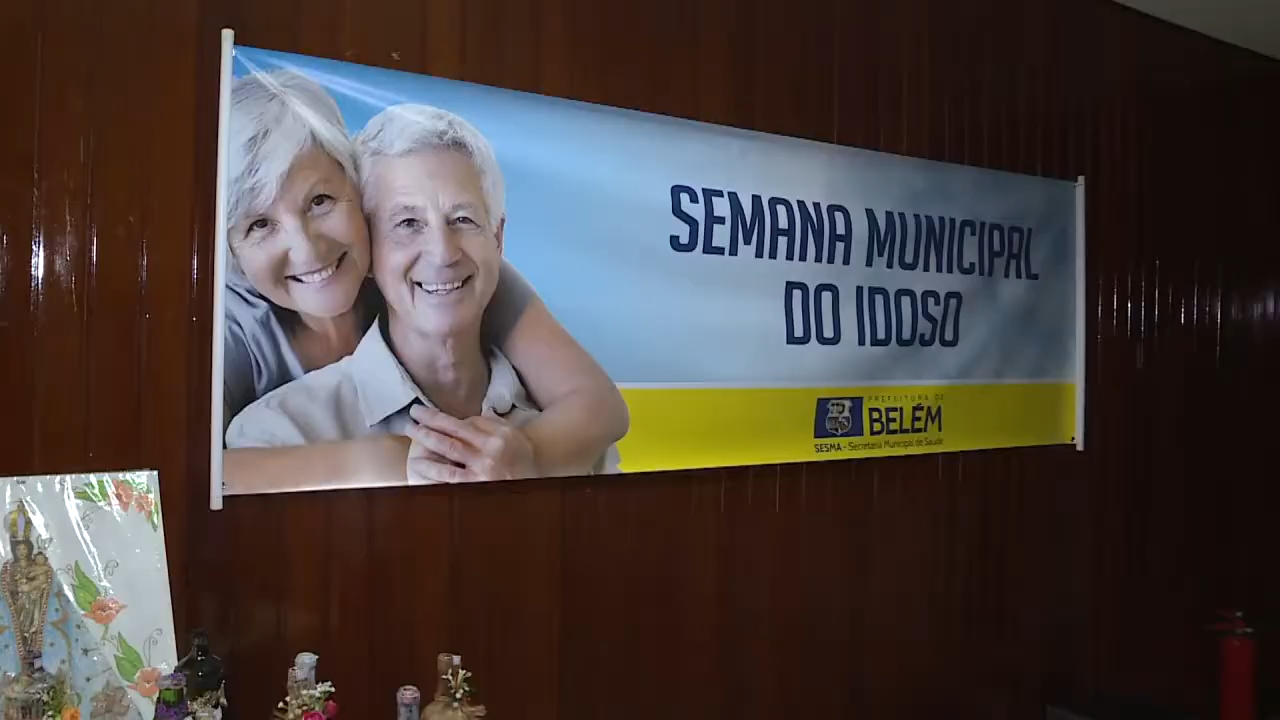 SEMANA MUNICIPAL
DO IDOSO
PREFEITURA DE
BELÉM
SESMA - Secretaria Municipal de Saúde